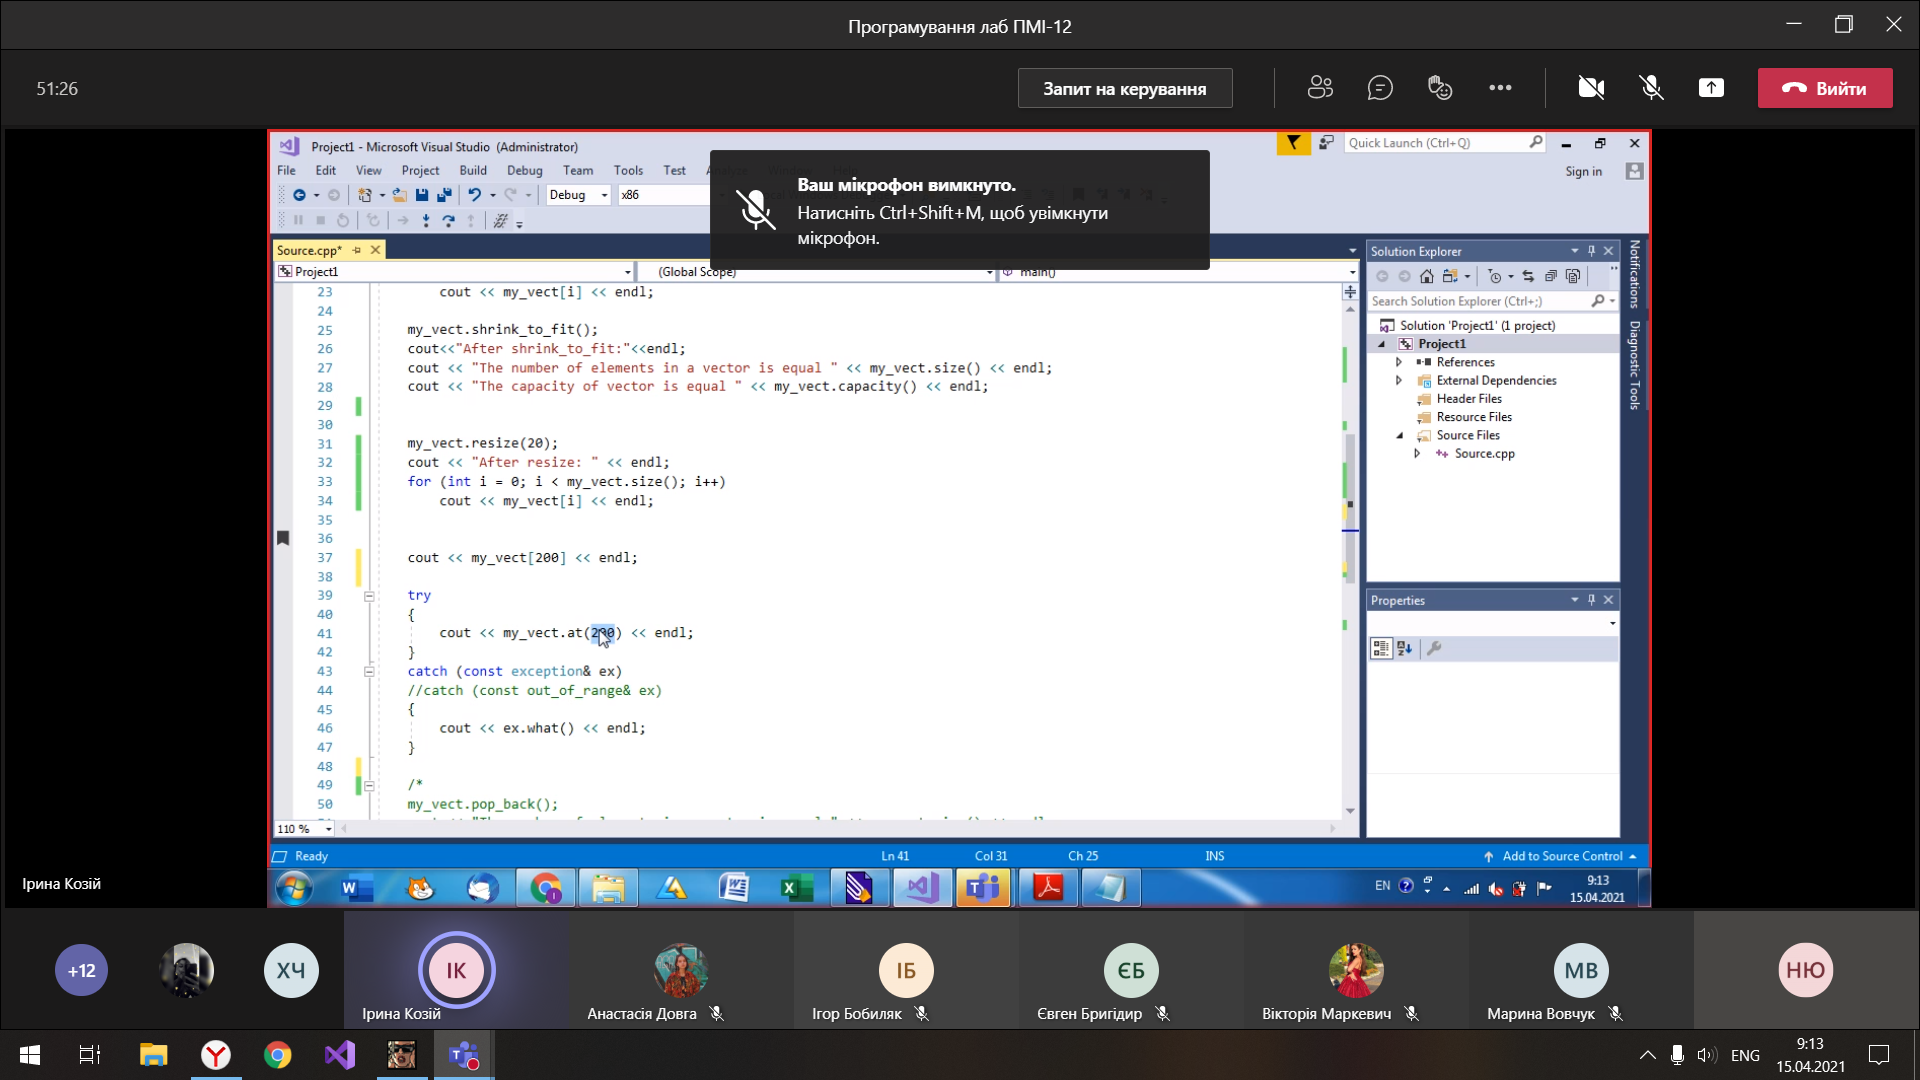 Програмування лаб ПМІ-12
51:26
Запит на керування
Вийти
Project1 - Microsoft Visual Studio (Administrator)
Quick Launch (Ctrl+Q)
File Edit View Project Build Debug Team Tools Test
Sign in
Debug x86
Ваш мікрофон вимкнуто.
Натисніть Ctrl+Shift+M, щоб увімкнути
мікрофон.
Source.cpp*
Project1 (Global Scope) main()
23 cout << my_vect[i] << endl;
24
25 my_vect.shrink_to_fit();
26 cout<<"After shrink_to_fit:"<<endl;
27 cout << "The number of elements in a vector is equal " << my_vect.size() << endl;
28 cout << "The capacity of vector is equal " << my_vect.capacity() << endl;
29
30
31 my_vect.resize(20);
32 cout << "After resize: " << endl;
33 for (int i = 0; i < my_vect.size(); i++)
34 cout << my_vect[i] << endl;
35
36
37 cout << my_vect[200] << endl;
38
39 try
40 {
41 cout << my_vect.at(200) << endl;
42 }
43 catch (const exception& ex)
44 //catch (const out_of_range& ex)
45 {
46 cout << ex.what() << endl;
47 }
48
49 /*
50 my_vect.pop_back();
110 %
Solution Explorer
Search Solution Explorer (Ctrl+;)
Solution 'Project1' (1 project)
Project1
References
External Dependencies
Header Files
Resource Files
Source Files
Source.cpp
Notifications
Diagnostic Tools
Properties
Ready Ln 41 Col 31 Ch 25 INS Add to Source Control
EN 9:13
15.04.2021
Ірина Козій
+12
ХЧ
ІК
Ірина Козій
Анастасія Довга
ІБ
Ігор Бобиляк
ЄБ
Євген Бригідир
Вікторія Маркевич
МВ
Марина Вовчук
НЮ
ENG
9:13
15.04.2021